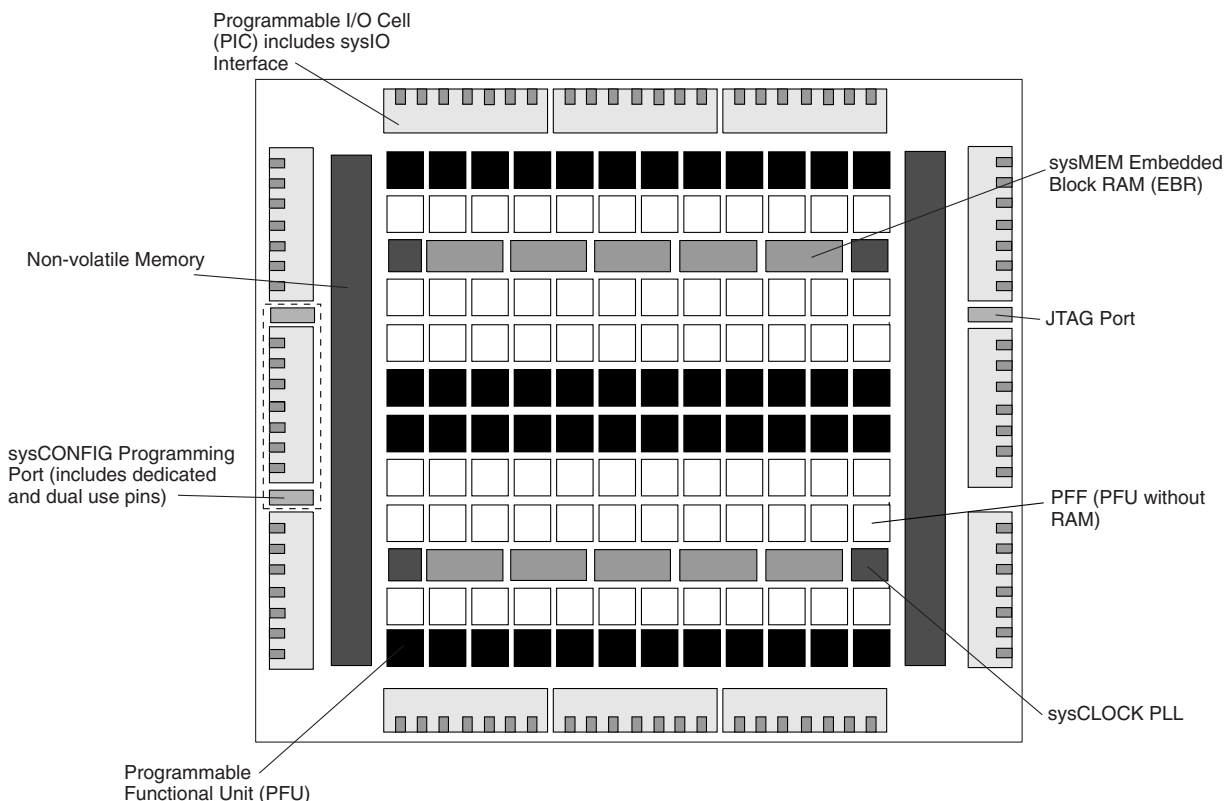 Programmable I/O Cell
(PIC) includes sysIO
Interface
sysMEM Embedded
Block RAM (EBR)
Non-volatile Memory
JTAG Port
sysCONFIG Programming
Port (includes dedicated
and dual use pins)
PFF (PFU without
RAM)
sysCLOCK PLL
Programmable
Functional Unit (PFU)